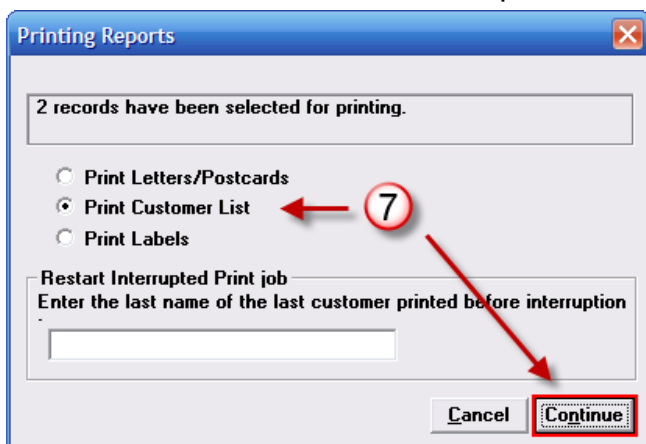 Printing Reports
2 records have been selected for printing.
Print Letters/Postcards
Print Customer List
7
Print Labels
Restart Interrupted Print job
Enter the last name of the last customer printed before interruption
:
Cancel
Continue